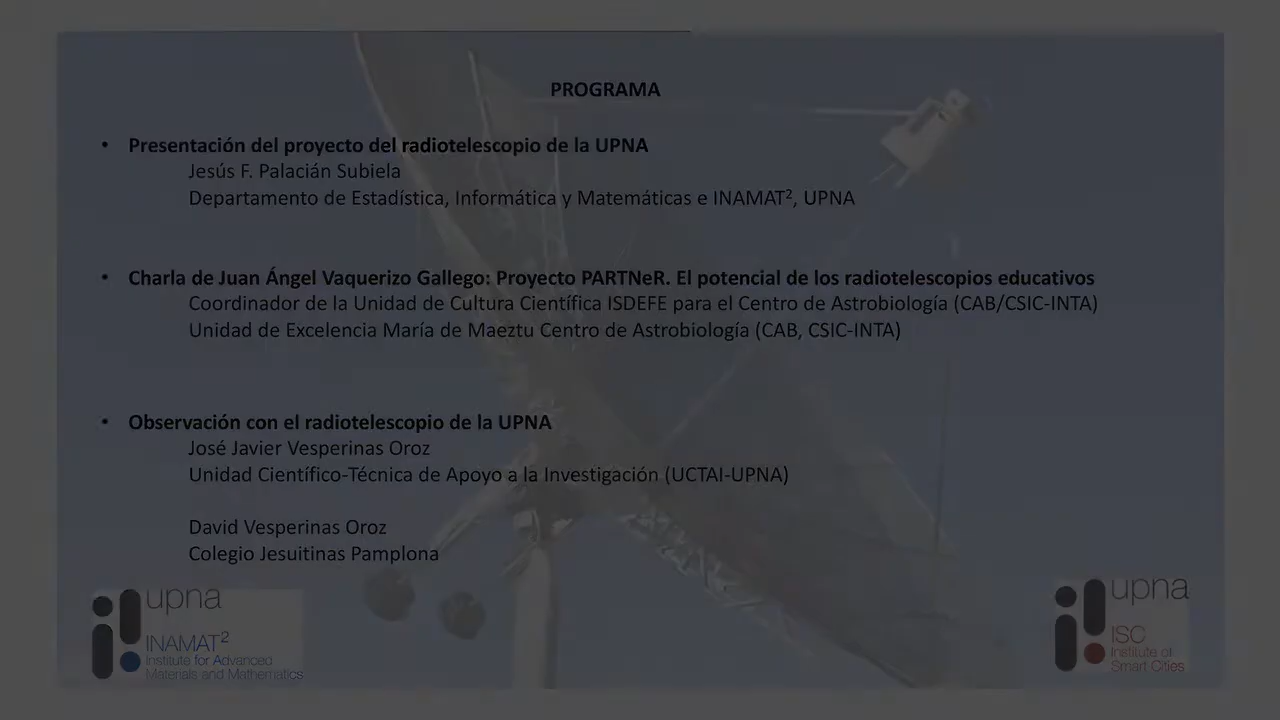 PROGRAMA
• Presentación del proyecto del radiotelescopio de la UPNA
Jesús F. Palacián Subiela
Departamento de Estadística, Informática y Matemáticas e INAMAT², UPNA
• Charla de Juan Ángel Vaquerizo Gallego: Proyecto PARTNeR. El potencial de los radiotelescopios educativos
Coordinador de la Unidad de Cultura Científica ISDEFE para el Centro de Astrobiología (CAB/CSIC-INTA)
Unidad de Excelencia María de Maeztu Centro de Astrobiología (CAB, CSIC-INTA)
• Observación con el radiotelescopio de la UPNA
José Javier Vesperinas Oroz
Unidad Científico-Técnica de Apoyo a la Investigación (UCTAI-UPNA)
David Vesperinas Oroz
Colegio Jesuitinas Pamplona
upna
INAMAT²
Institute for Advanced
Materials and Mathematics
upna
ISC
Institute of
Smart Cities